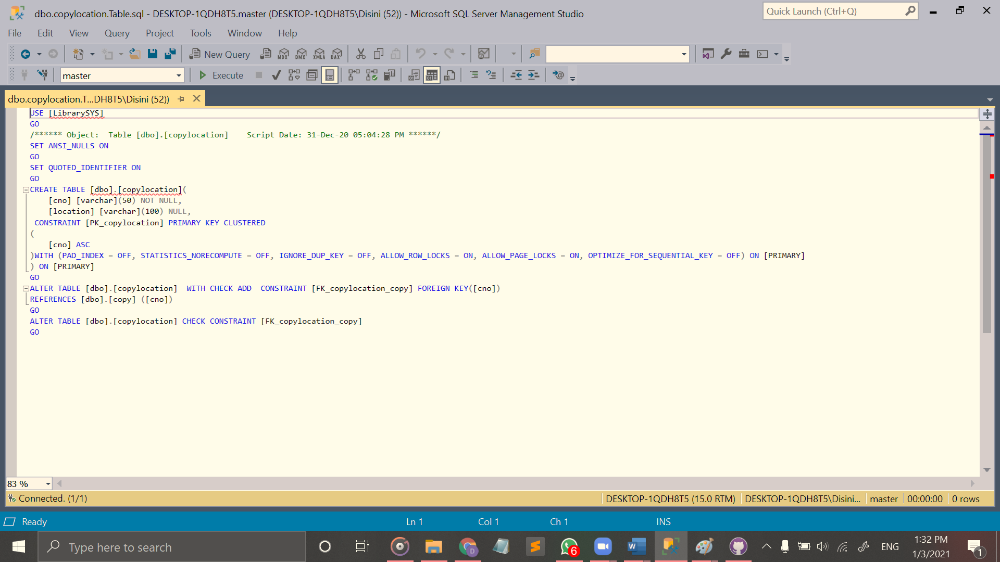 dbo.copylocation.Table.sql - DESKTOP-1QDH8T5.master (DESKTOP-1QDH8T5\Disini (52)) - Microsoft SQL Server Management Studio
Quick Launch (Ctrl+Q)
File Edit View Query Project Tools Window Help
New Query MDX DMX XMLA DAX
master Execute
dbo.copylocation.T...DH8T5\Disini (52))
USE [LibrarySYS]
GO
/****** Object:  Table [dbo].[copylocation]    Script Date: 31-Dec-20 05:04:28 PM ******/
SET ANSI_NULLS ON
GO
SET QUOTED_IDENTIFIER ON
GO
CREATE TABLE [dbo].[copylocation](
    [cno] [varchar](50) NOT NULL,
    [location] [varchar](100) NULL,
 CONSTRAINT [PK_copylocation] PRIMARY KEY CLUSTERED
(
    [cno] ASC
)WITH (PAD_INDEX = OFF, STATISTICS_NORECOMPUTE = OFF, IGNORE_DUP_KEY = OFF, ALLOW_ROW_LOCKS = ON, ALLOW_PAGE_LOCKS = ON, OPTIMIZE_FOR_SEQUENTIAL_KEY = OFF) ON [PRIMARY]
) ON [PRIMARY]
GO
ALTER TABLE [dbo].[copylocation]  WITH CHECK ADD  CONSTRAINT [FK_copylocation_copy] FOREIGN KEY([cno])
REFERENCES [dbo].[copy] ([cno])
GO
ALTER TABLE [dbo].[copylocation] CHECK CONSTRAINT [FK_copylocation_copy]
GO
83 %
Connected. (1/1) DESKTOP-1QDH8T5 (15.0 RTM) DESKTOP-1QDH8T5\Disini... master 00:00:00 0 rows
Ready Ln 1 Col 1 Ch 1 INS
Type here to search D 6 W ENG 1:32 PM 1
1/3/2021